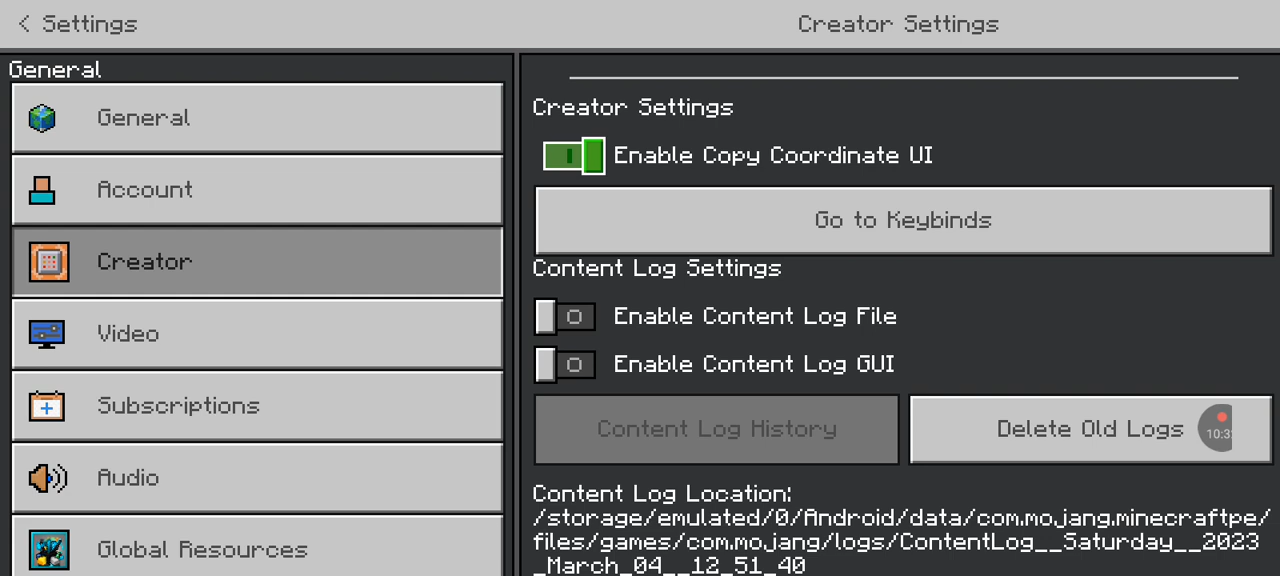 < Settings
Creator Settings
General
General
Account
Creator
Video
Subscriptions
Audio
Global Resources
Creator Settings
Enable Copy Coordinate UI
Go to Keybinds
Content Log Settings
Enable Content Log File
Enable Content Log GUI
Content Log History
Delete Old Logs
Content Log Location:
/storage/emulated/0/Android/data/com.mojang.minecraftpe/
files/games/com.mojang/logs/ContentLog__Saturday__2023
_March_04__12_51_40